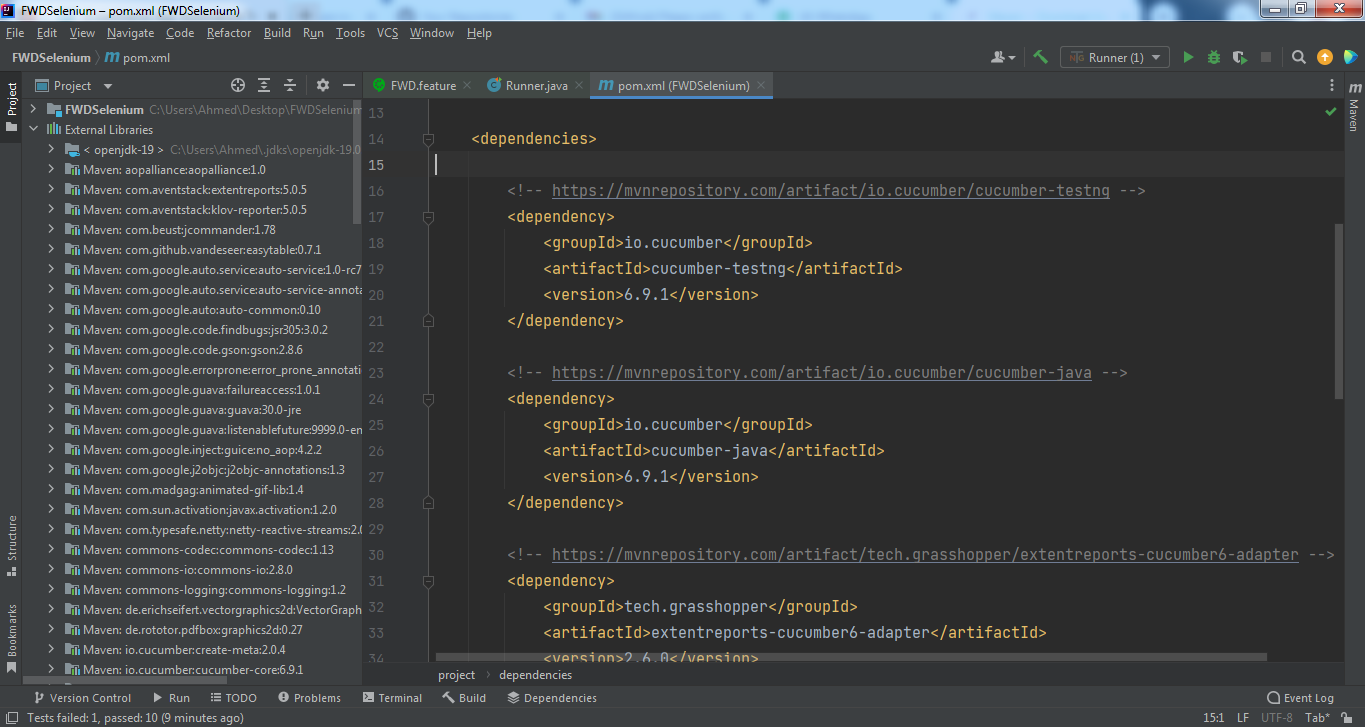 FWDSelenium – pom.xml (FWDSelenium)
File Edit View Navigate Code Refactor Build Run Tools VCS Window Help
FWDSelenium pom.xml
Runner (1)
Project
FWD.feature
Runner.java
pom.xml (FWDSelenium)
Project
Structure
Bookmarks
Maven
FWDSelenium C:\Users\Ahmed\Desktop\FWDSelenium
External Libraries
< openjdk-19 > C:\Users\Ahmed\.jdks\openjdk-19.0
Maven: aopalliance:aopalliance:1.0
Maven: com.aventstack:extentreports:5.0.5
Maven: com.aventstack:klov-reporter:5.0.5
Maven: com.beust:jcommander:1.78
Maven: com.github.vandeseer:easytable:0.7.1
Maven: com.google.auto.service:auto-service:1.0-rc7
Maven: com.google.auto.service:auto-service-annota
Maven: com.google.auto:auto-common:0.10
Maven: com.google.code.findbugs:jsr305:3.0.2
Maven: com.google.code.gson:gson:2.8.6
Maven: com.google.errorprone:error_prone_annotati
Maven: com.google.guava:failureaccess:1.0.1
Maven: com.google.guava:guava:30.0-jre
Maven: com.google.guava:listenablefuture:9999.0-em
Maven: com.google.inject:guice:no_aop:4.2.2
Maven: com.google.j2objc:j2objc-annotations:1.3
Maven: com.madgag:animated-gif-lib:1.4
Maven: com.sun.activation:javax.activation:1.2.0
Maven: com.typesafe.netty:netty-reactive-streams:2.0
Maven: commons-codec:commons-codec:1.13
Maven: commons-io:commons-io:2.8.0
Maven: commons-logging:commons-logging:1.2
Maven: de.erichseifert.vectorgraphics2d:VectorGraph
Maven: de.rototor.pdfbox:graphics2d:0.27
Maven: io.cucumber:create-meta:2.0.4
Maven: io.cucumber:cucumber-core:6.9.1
13
14 <dependencies>
15
16 <!-- https://mvnrepository.com/artifact/io.cucumber/cucumber-testng -->
17 <dependency>
18 <groupId>io.cucumber</groupId>
19 <artifactId>cucumber-testng</artifactId>
20 <version>6.9.1</version>
21 </dependency>
22
23 <!-- https://mvnrepository.com/artifact/io.cucumber/cucumber-java -->
24 <dependency>
25 <groupId>io.cucumber</groupId>
26 <artifactId>cucumber-java</artifactId>
27 <version>6.9.1</version>
28 </dependency>
29
30 <!-- https://mvnrepository.com/artifact/tech.grasshopper/extentreports-cucumber6-adapter -->
31 <dependency>
32 <groupId>tech.grasshopper</groupId>
33 <artifactId>extentreports-cucumber6-adapter</artifactId>
34 <version>2.6.0</version>
project dependencies
Version Control Run TODO Problems Terminal Build Dependencies Event Log
Tests failed: 1, passed: 10 (9 minutes ago) 15:1 LF UTF-8 Tab*